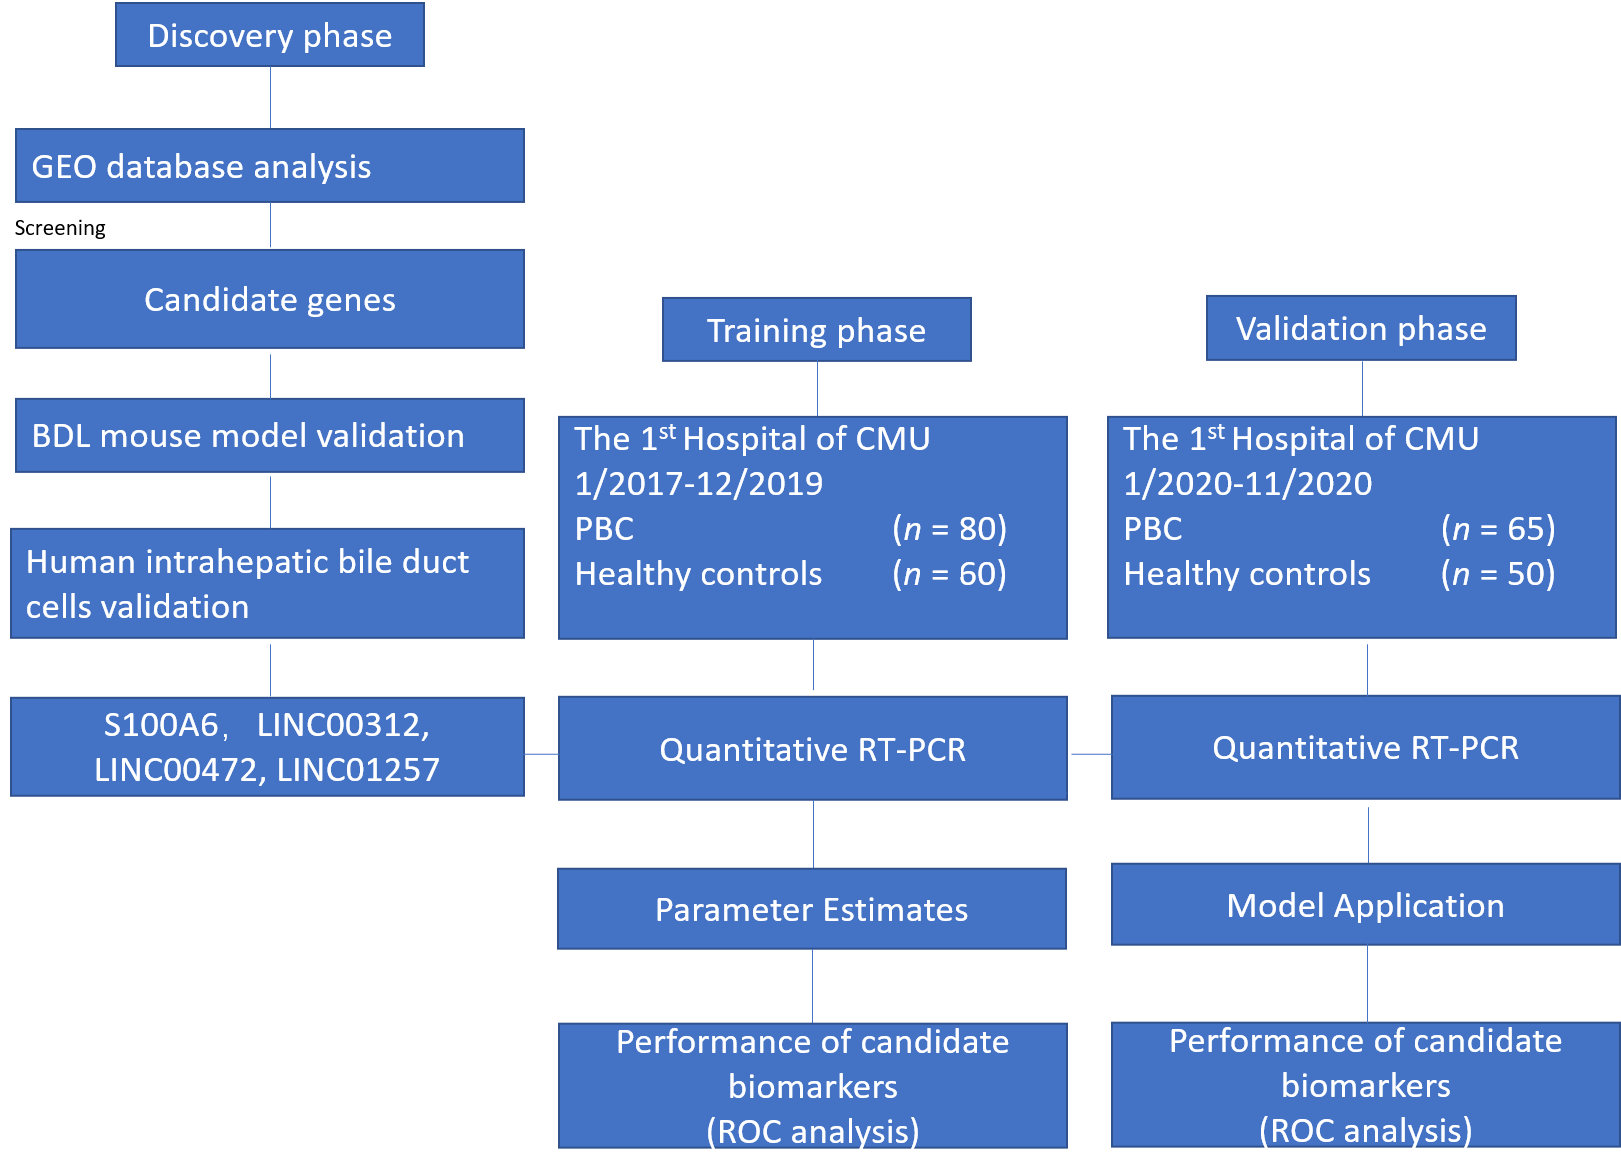 Discovery phase
GEO database analysis
Screening
Candidate genes
BDL mouse model validation
Human intrahepatic bile duct
cells validation
S100A6， LINC00312,
LINC00472, LINC01257
Training phase
The 1st Hospital of CMU
1/2017-12/2019
PBC (n = 80)
Healthy controls (n = 60)
Quantitative RT-PCR
Parameter Estimates
Performance of candidate
biomarkers
(ROC analysis)
Validation phase
The 1st Hospital of CMU
1/2020-11/2020
PBC (n = 65)
Healthy controls (n = 50)
Quantitative RT-PCR
Model Application
Performance of candidate
biomarkers
(ROC analysis)